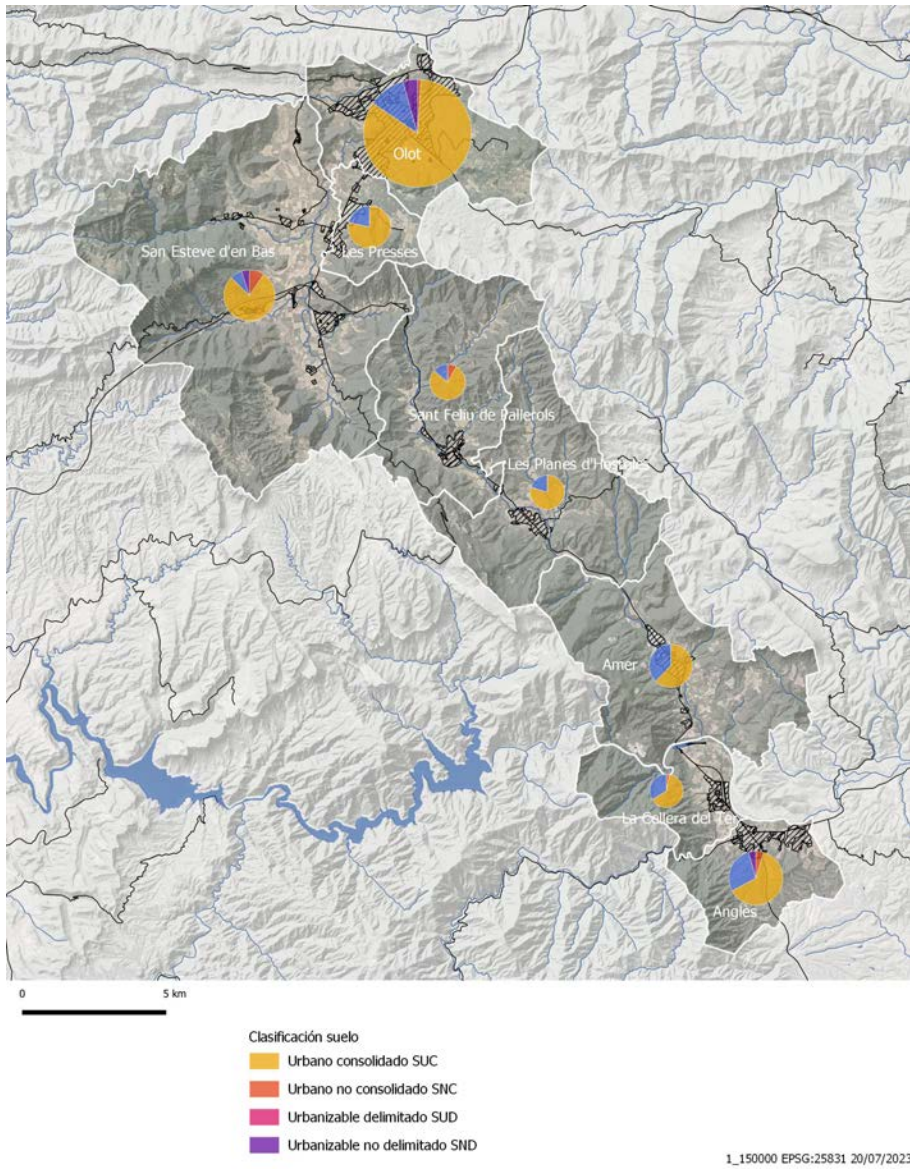 Olot
Les Presses
San Esteve d'en Bas
Sant Feliu de Pallerols
Les Planes d'Hostoles
Amer
La Cellera del Ter
Anglès
0 5 km
Clasificación suelo
Urbano consolidado SUC
Urbano no consolidado SNC
Urbanizable delimitado SUD
Urbanizable no delimitado SND
1_150000 EPSG:25831 20/07/2023